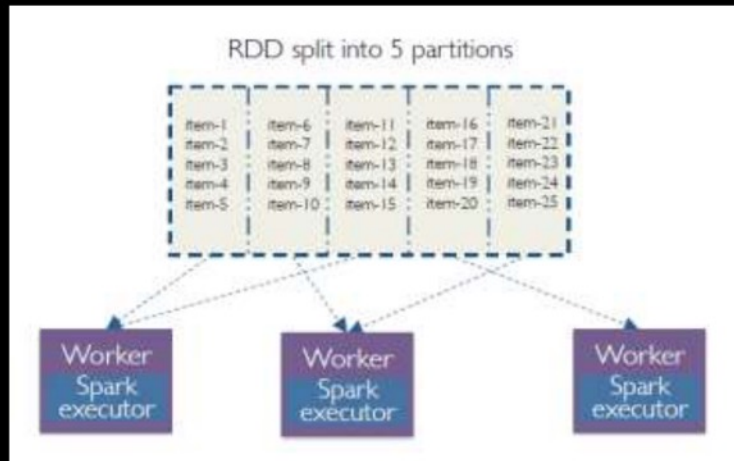 RDD split into 5 partitions
item-1
item-2
item-3
item-4
item-5
item-6
item-7
item-8
item-9
item-10
item-11
item-12
item-13
item-14
item-15
item-16
item-17
item-18
item-19
item-20
item-21
item-22
item-23
item-24
item-25
Worker
Spark
executor
Worker
Spark
executor
Worker
Spark
executor